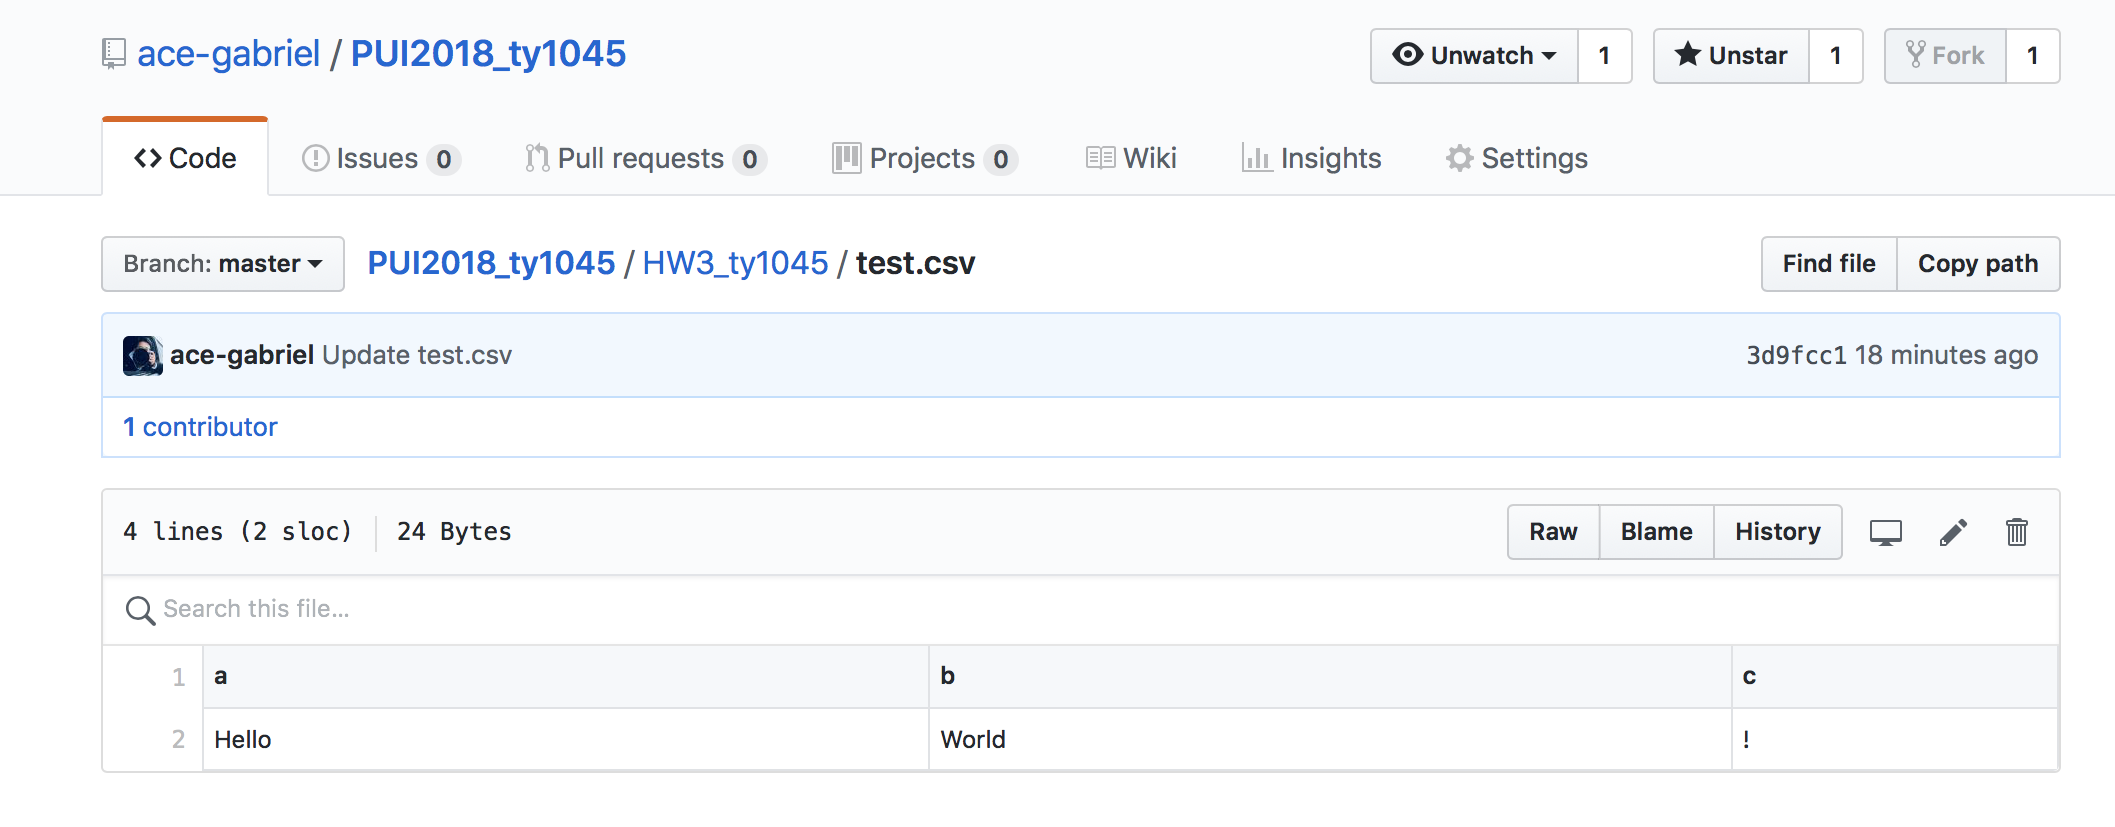 ace-gabriel / PUI2018_ty1045 Unwatch 1 Unstar 1 Fork 1
Code Issues 0 Pull requests 0 Projects 0 Wiki Insights Settings
Branch: master PUI2018_ty1045 / HW3_ty1045 / test.csv Find file Copy path
ace-gabriel Update test.csv 3d9fcc1 18 minutes ago
1 contributor
4 lines (2 sloc) 24 Bytes Raw Blame History
Search this file...
1 a b c
2 Hello World !